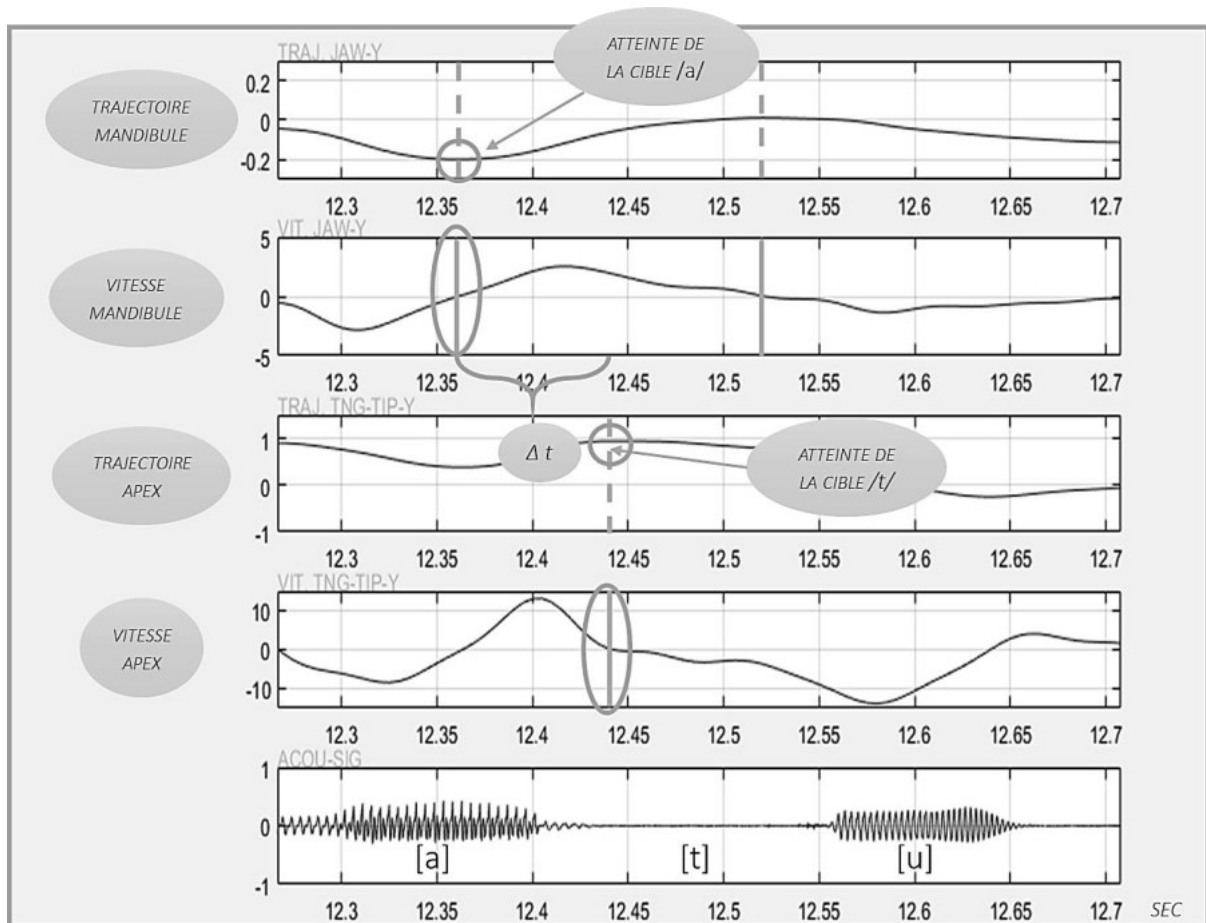 TRAJ. JAW-Y
ATTEINTE DE
LA CIBLE /a/
TRAJECTOIRE
MANDIBULE
0.2
0
-0.2
12.3 12.35 12.4 12.45 12.5 12.55 12.6 12.65 12.7
VIT. JAW-Y
VITESSE
MANDIBULE
5
0
-5
12.3 12.35 12.4 12.45 12.5 12.55 12.6 12.65 12.7
TRAJ. TNG-TIP-Y
TRAJECTOIRE
APEX
1
0
-1
Δ t
ATTEINTE DE
LA CIBLE /t/
12.3 12.35 12.4 12.45 12.5 12.55 12.6 12.65 12.7
VIT. TNG-TIP-Y
VITESSE
APEX
10
0
-10
12.3 12.35 12.4 12.45 12.5 12.55 12.6 12.65 12.7
ACOU-SIG
1
0
-1
[a] [t] [u]
12.3 12.35 12.4 12.45 12.5 12.55 12.6 12.65 12.7
SEC